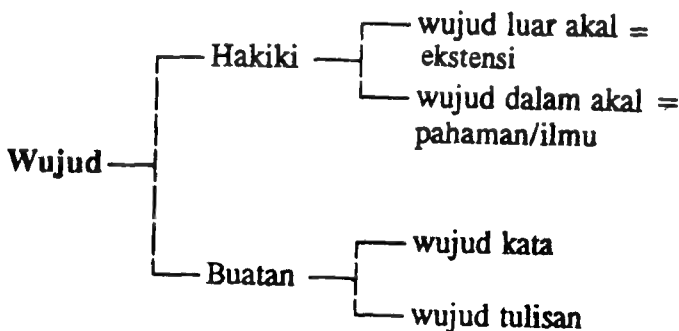 wujud luar akal =
ekstensi
Hakiki
wujud dalam akal =
pahaman/ilmu
Wujud
wujud kata
Buatan
wujud tulisan